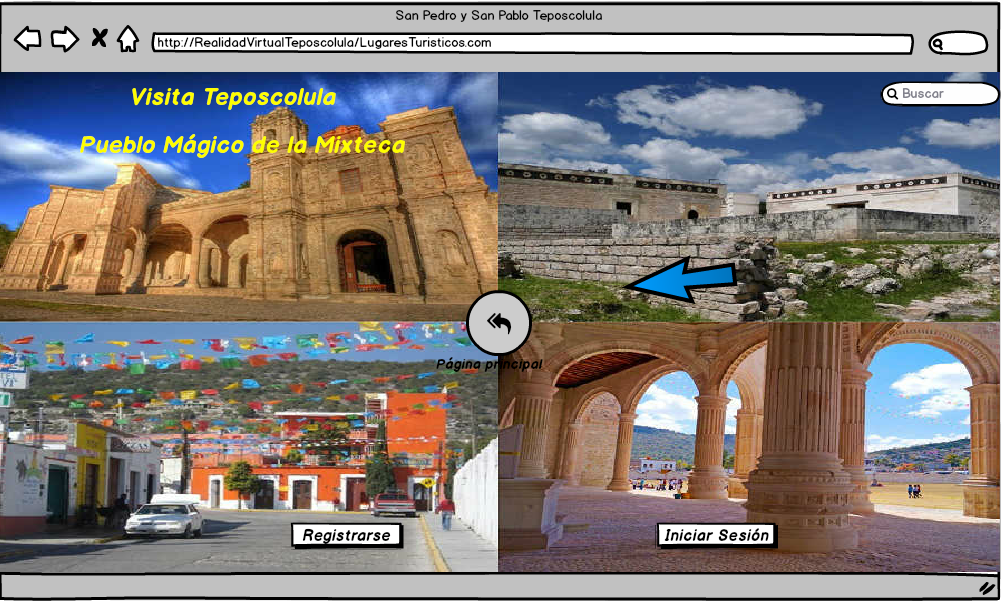 San Pedro y San Pablo Teposcolula
http://RealidadVirtualTeposcolula/LugaresTuristicos.com
Visita Teposcolula
Buscar
Pueblo Mágico de la Mixteca
Página principal
Registrarse
Iniciar Sesión